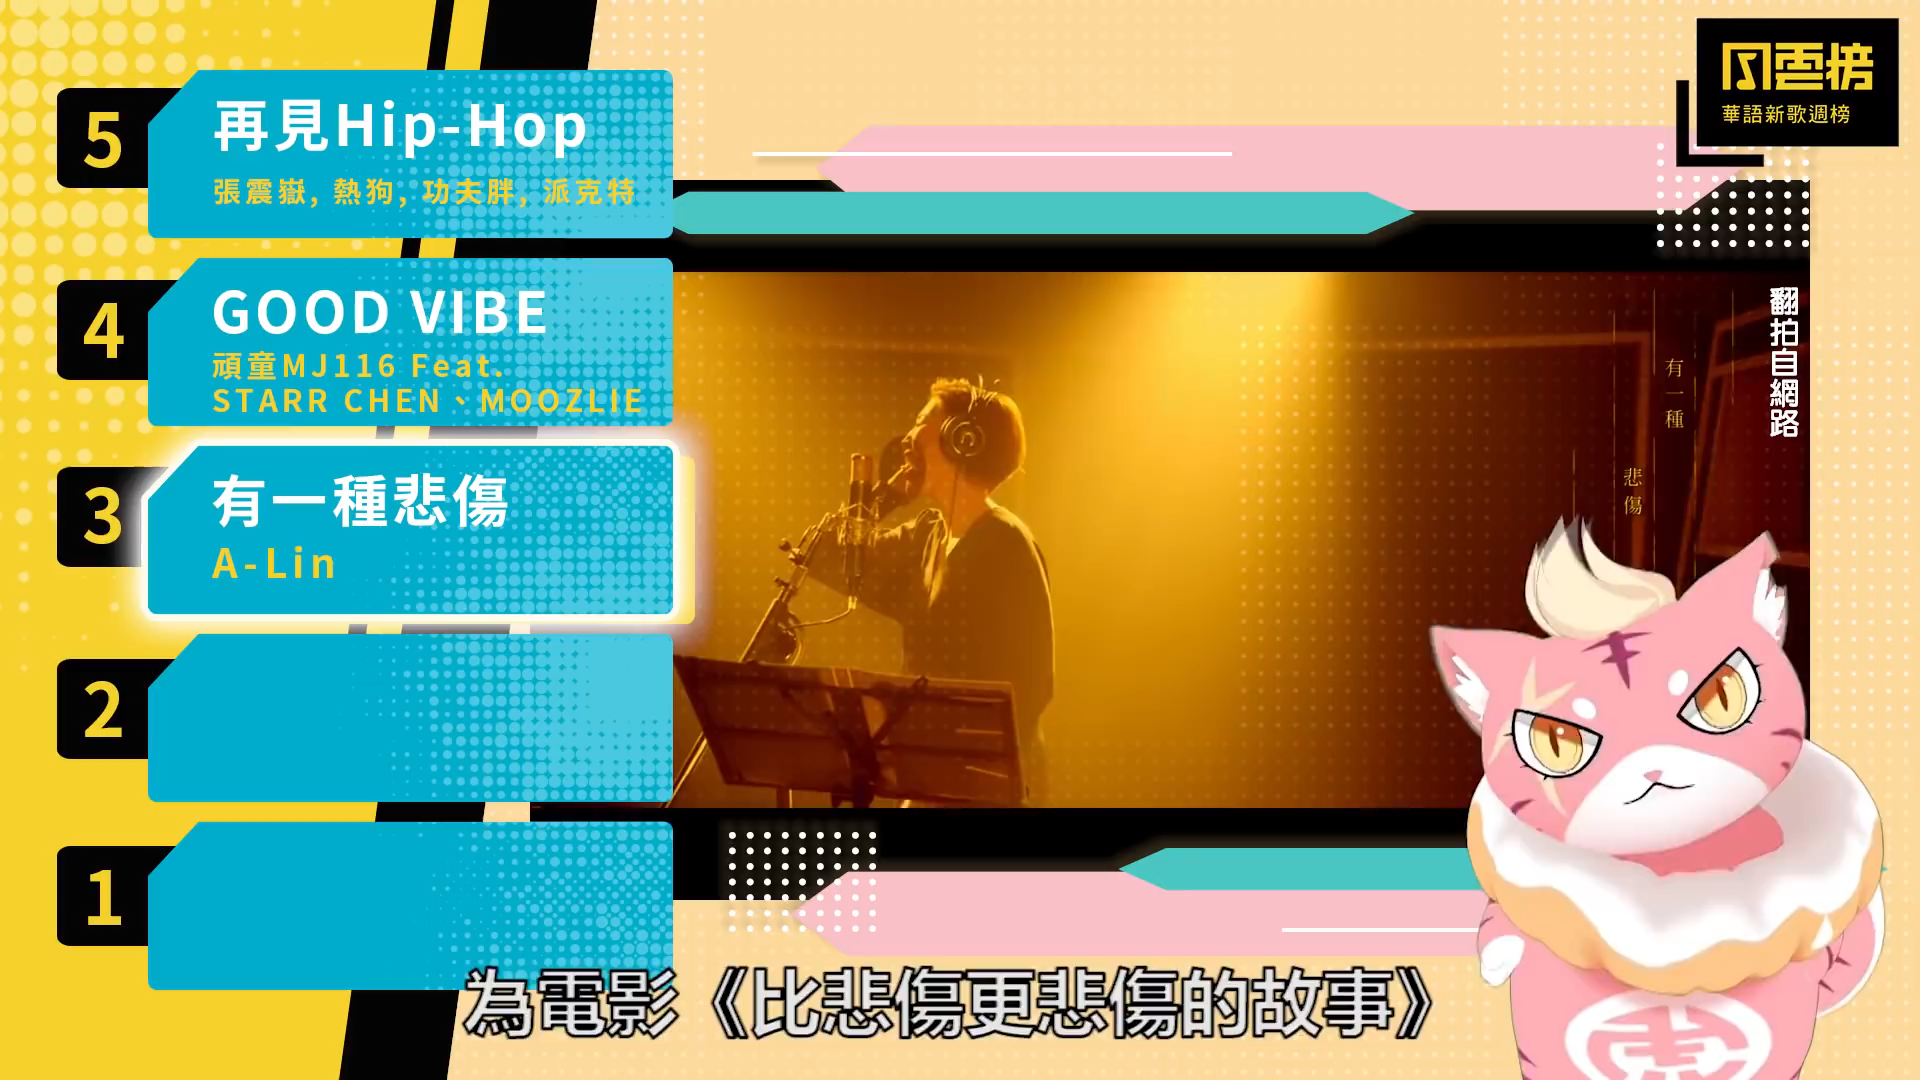 5
再見Hip-Hop
張震嶽, 熱狗, 功夫胖, 派克特
4
GOOD VIBE
頑童MJ116 Feat.
STARR CHEN、MOOZLIE
3
有一種悲傷
A-Lin
2
1
風雲榜
華語新歌週榜
翻拍自網路
有一種
悲傷
為電影《比悲傷更悲傷的故事》